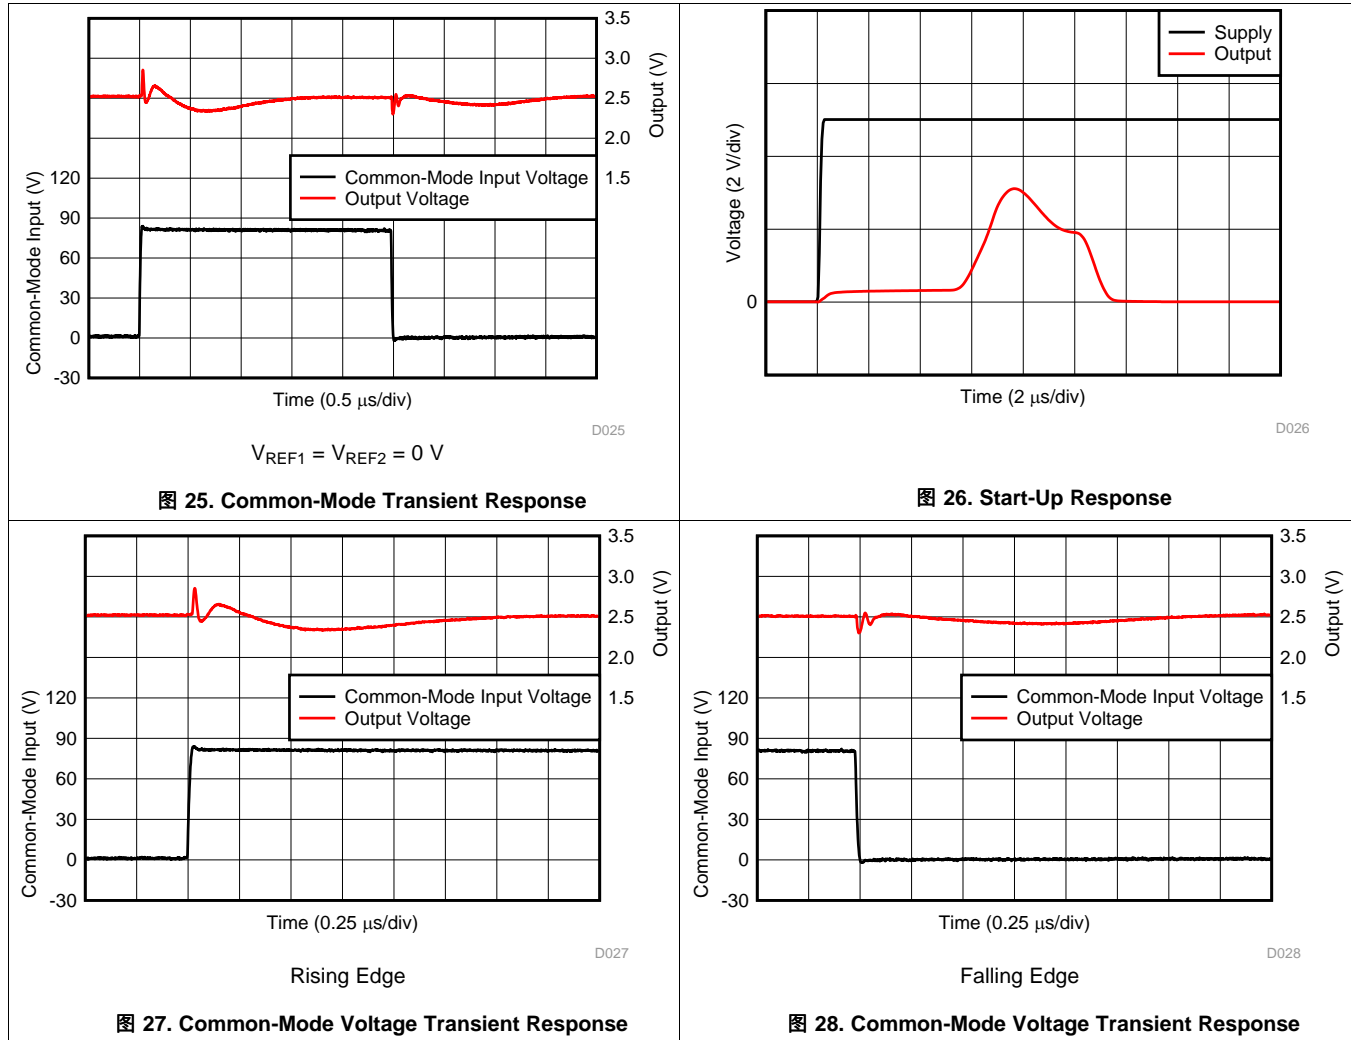 3.5
3.0
2.5
2.0
1.5
Output (V)
120
90
60
30
0
-30
Common-Mode Input (V)
Common-Mode Input Voltage
Output Voltage
Time (0.5 μs/div)
D025
VREF1 = VREF2 = 0 V
图 25. Common-Mode Transient Response
Supply
Output
Voltage (2 V/div)
0
Time (2 μs/div)
D026
图 26. Start-Up Response
3.5
3.0
2.5
2.0
1.5
Output (V)
120
90
60
30
0
-30
Common-Mode Input (V)
Common-Mode Input Voltage
Output Voltage
Time (0.25 μs/div)
D027
Rising Edge
图 27. Common-Mode Voltage Transient Response
3.5
3.0
2.5
2.0
1.5
Output (V)
120
90
60
30
0
-30
Common-Mode Input (V)
Common-Mode Input Voltage
Output Voltage
Time (0.25 μs/div)
D028
Falling Edge
图 28. Common-Mode Voltage Transient Response